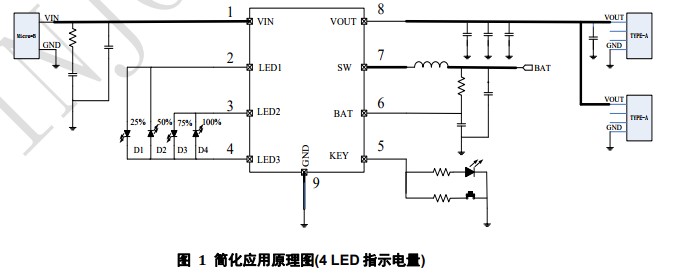 VIN
Micro-B
GND
1
VIN
VOUT
8
VOUT
GND
TYPE-A
2
LED1
SW
7
BAT
3
LED2
BAT
6
VOUT
GND
TYPE-A
25%
50%
75%
100%
D1
D2
D3
D4
4
LED3
KEY
5
GND
9
图 1 简化应用原理图(4 LED 指示电量)